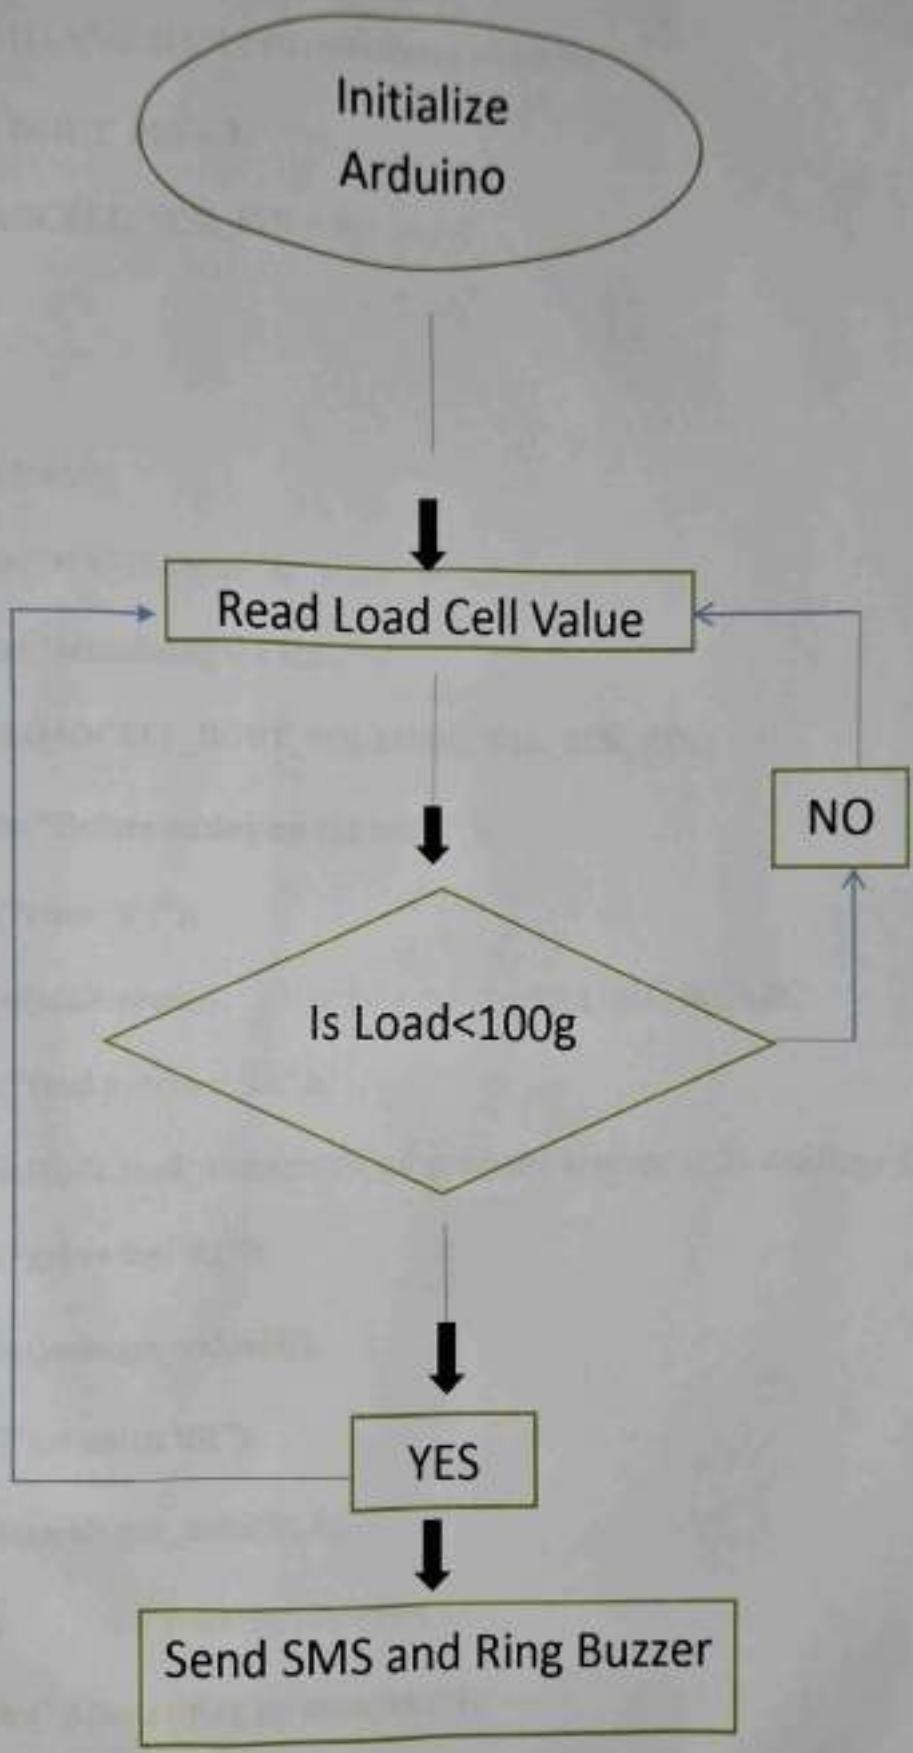 Initialize
Arduino
Read Load Cell Value
NO
Is Load<100g
YES
Send SMS and Ring Buzzer